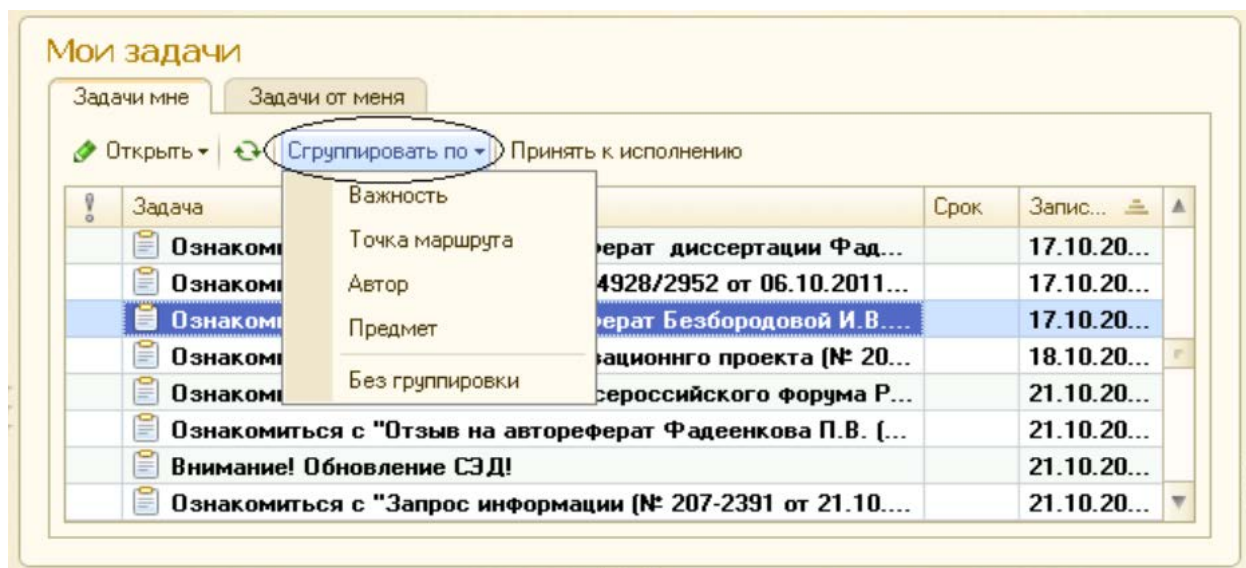 Мои задачи
Задачи мне Задачи от меня
Открыть Сгруппировать по Принять к исполнению
Задача Срок Запис...
Важность
Точка маршрута
Автор
Предмет
Без группировки
Ознакоми ерат диссертации Фад... 17.10.20...
Ознакоми 4928/2952 от 06.10.2011... 17.10.20...
Ознакоми ерат Безбородовой И.В.... 17.10.20...
Ознакоми вационнго проекта (№ 20... 18.10.20...
Ознакоми сероссийского форума Р... 21.10.20...
Ознакомиться с "Отзыв на автореферат Фадеенкова П.В. (... 21.10.20...
Внимание! Обновление СЭД! 21.10.20...
Ознакомиться с "Запрос информации (№ 207-2391 от 21.10.... 21.10.20...